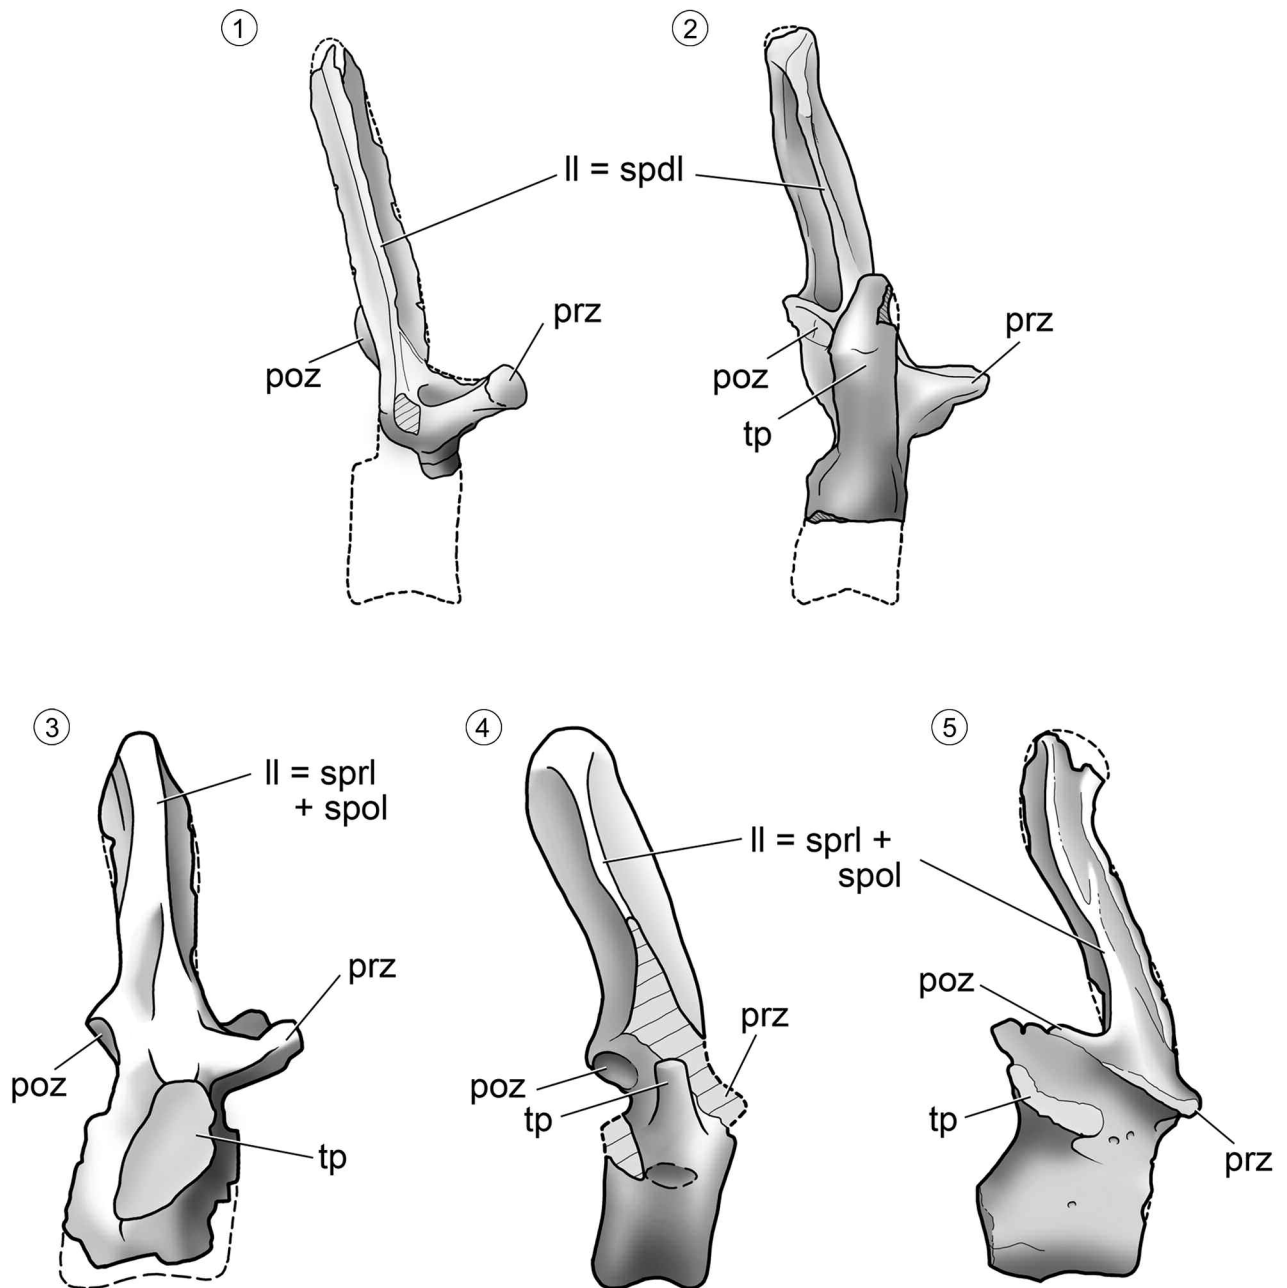 1
2
ll = spdl
prz
poz
prz
poz
tp
3
4
5
ll = sprl
+ spol
ll = sprl +
spol
prz
poz
prz
poz
poz
tp
tp
tp
prz